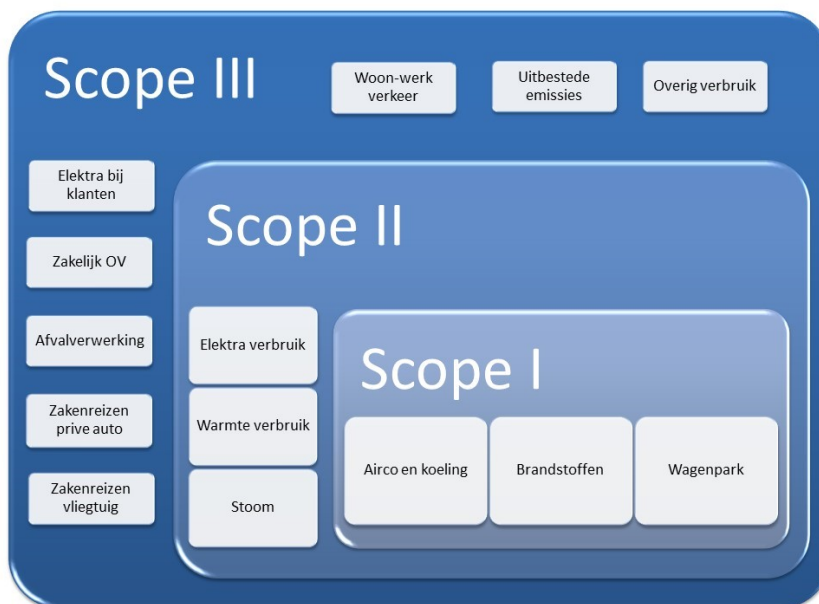 Scope III
Woon-werk
verkeer
Uitbestede
emissies
Overig verbruik
Elektra bij
klanten
Zakelijk OV
Afvalverwerking
Zakenreizen
prive auto
Zakenreizen
vliegtuig
Scope II
Elektra verbruik
Warmte verbruik
Stoom
Scope I
Airco en koeling
Brandstoffen
Wagenpark